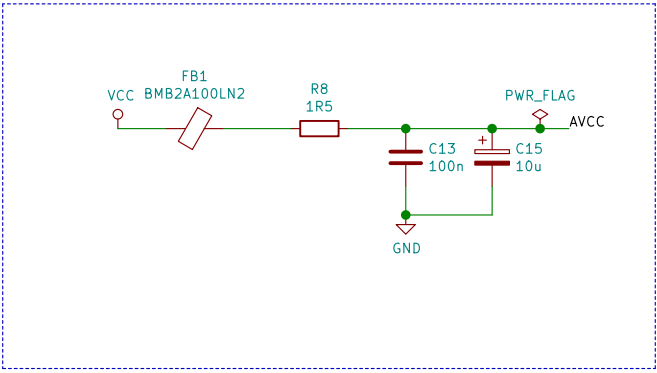 FB1
VCC
BMB2A100LN2
R8
1R5
PWR_FLAG
AVCC
+
C13
100n
C15
10u
GND